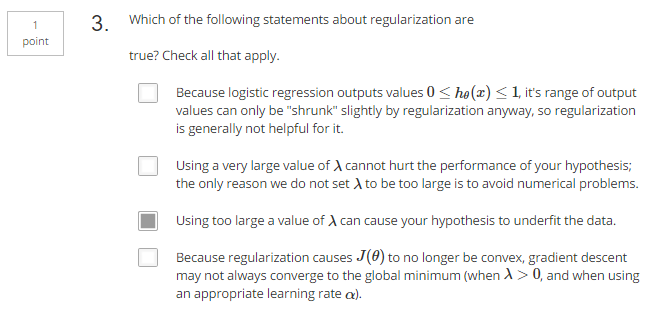 1
point
3. Which of the following statements about regularization are
true? Check all that apply.
Because logistic regression outputs values 0 ≤ hθ(x) ≤ 1, it's range of output
values can only be "shrunk" slightly by regularization anyway, so regularization
is generally not helpful for it.
Using a very large value of λ cannot hurt the performance of your hypothesis;
the only reason we do not set λ to be too large is to avoid numerical problems.
Using too large a value of λ can cause your hypothesis to underfit the data.
Because regularization causes J(θ) to no longer be convex, gradient descent
may not always converge to the global minimum (when λ > 0, and when using
an appropriate learning rate α).